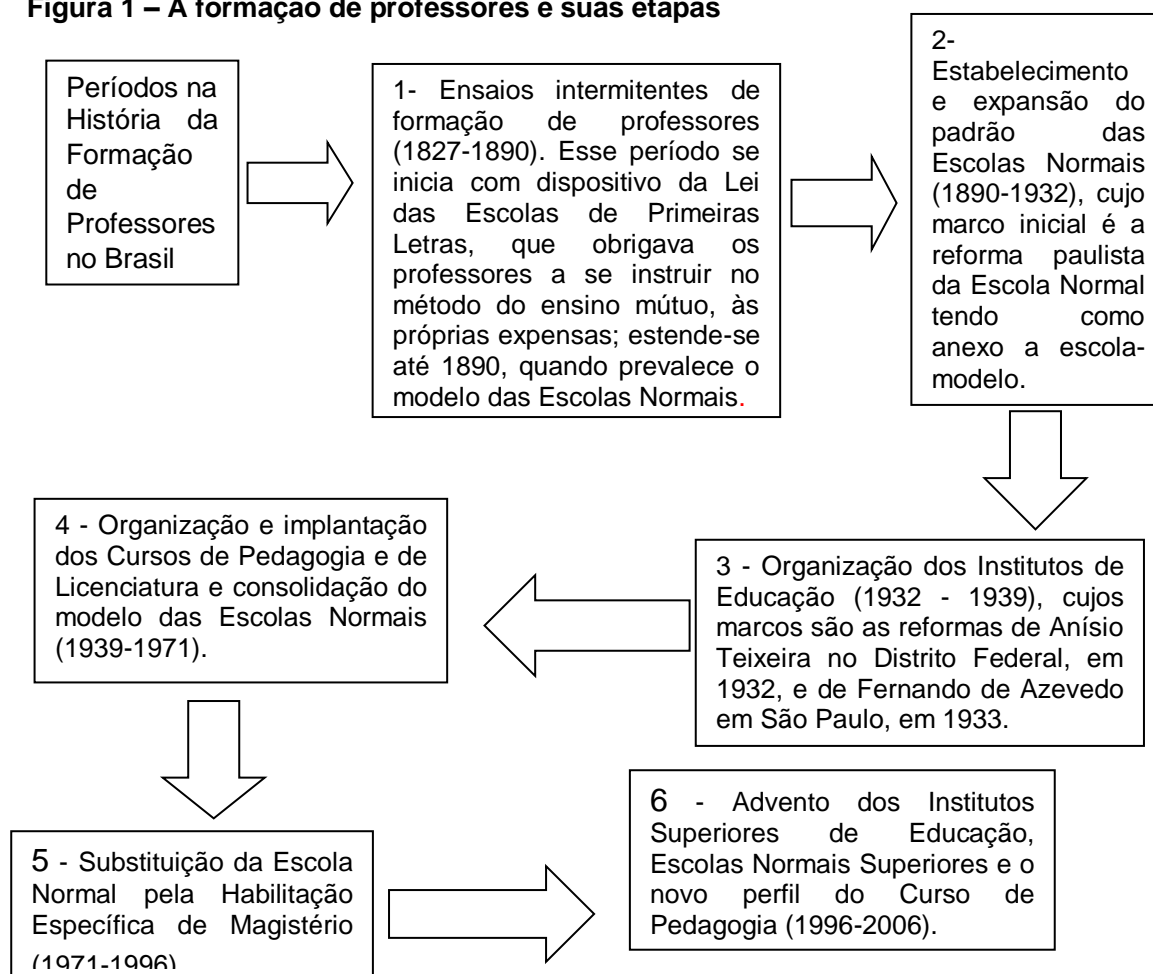 Figura 1 – A formação de professores e suas etapas
Períodos na
História da
Formação
de
Professores
no Brasil
1- Ensaios intermitentes de
formação de professores
(1827-1890). Esse período se
inicia com dispositivo da Lei
das Escolas de Primeiras
Letras, que obrigava os
professores a se instruir no
método do ensino mútuo, às
próprias expensas; estende-se
até 1890, quando prevalece o
modelo das Escolas Normais.
2-
Estabelecimento
e expansão do
padrão das
Escolas Normais
(1890-1932), cujo
marco inicial é a
reforma paulista
da Escola Normal
tendo como
anexo a escola-
modelo.
3 - Organização dos Institutos de
Educação (1932 - 1939), cujos
marcos são as reformas de Anísio
Teixeira no Distrito Federal, em
1932, e de Fernando de Azevedo
em São Paulo, em 1933.
4 - Organização e implantação
dos Cursos de Pedagogia e de
Licenciatura e consolidação do
modelo das Escolas Normais
(1939-1971).
5 - Substituição da Escola
Normal pela Habilitação
Específica de Magistério
(1971-1996)
6 - Advento dos Institutos
Superiores de Educação,
Escolas Normais Superiores e o
novo perfil do Curso de
Pedagogia (1996-2006).